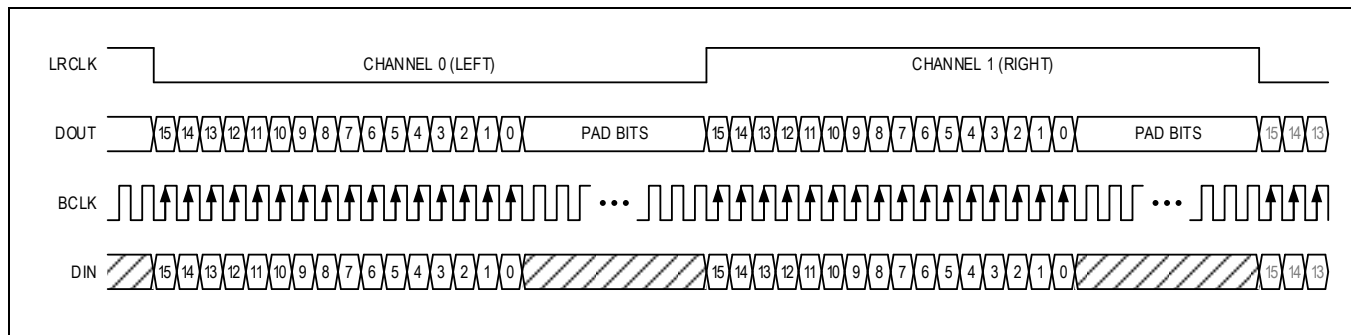 LRCLK CHANNEL 0 (LEFT) CHANNEL 1 (RIGHT)
DOUT 15 14 13 12 11 10 9 8 7 6 5 4 3 2 1 0 PAD BITS 15 14 13 12 11 10 9 8 7 6 5 4 3 2 1 0 PAD BITS 15 14 13
BCLK
DIN 15 14 13 12 11 10 9 8 7 6 5 4 3 2 1 0 15 14 13 12 11 10 9 8 7 6 5 4 3 2 1 0 15 14 13